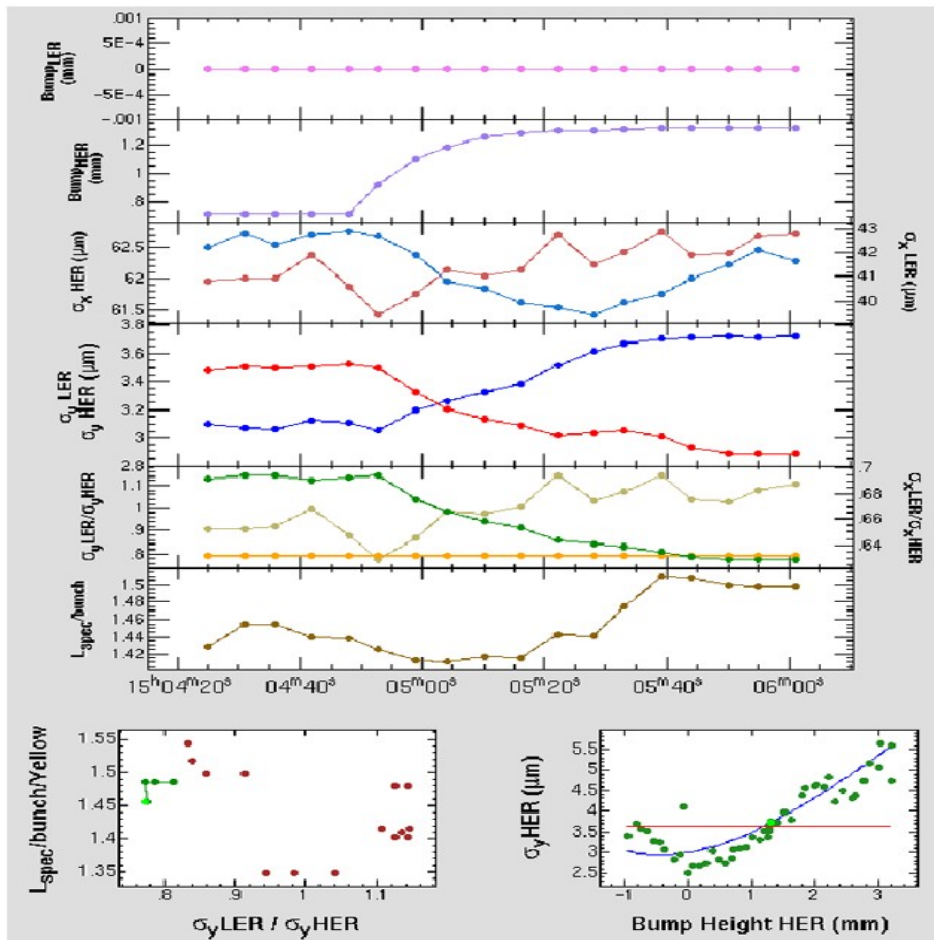 .001
5E-4
0
-5E-4
-.001
Bump LER
(mm)
1.2
.8
Bump HER
(mm)
62.5
62
61.5
σx HER (µm)
43
42
41
40
σx LER (µm)
3.8
3.6
3.4
3.2
3
2.8
σy LER
σy HER (µm)
1.1
1
.9
.8
σy LER/σy HER
.7
.68
.66
.64
σx LER/σx HER
1.5
1.48
1.46
1.44
1.42
Lspec/bunch
15h04m20s 04m40s 05m00s 05m20s 05m40s 06m00s
1.55
1.5
1.45
1.4
1.35
Lspec/bunch/Yellow
.8 .9 1 1.1
σyLER / σyHER
5.5
5
4.5
4
3.5
3
2.5
σyHER (µm)
-1 0 1 2 3
Bump Height HER (mm)